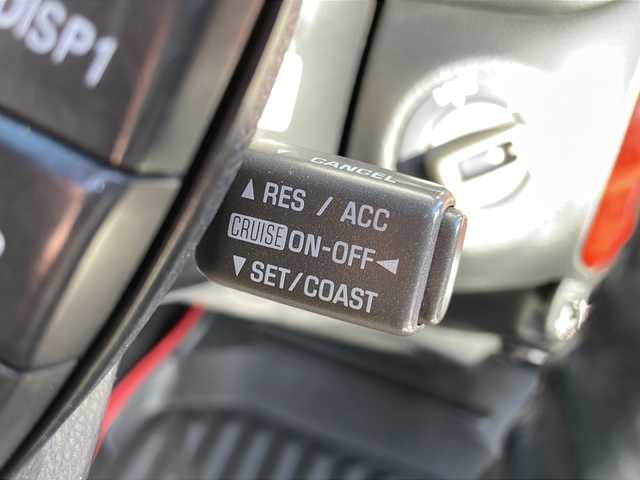 DISP1
CANCEL
▲ RES / ACC
CRUISE ON-OFF ◀
▼ SET/COAST